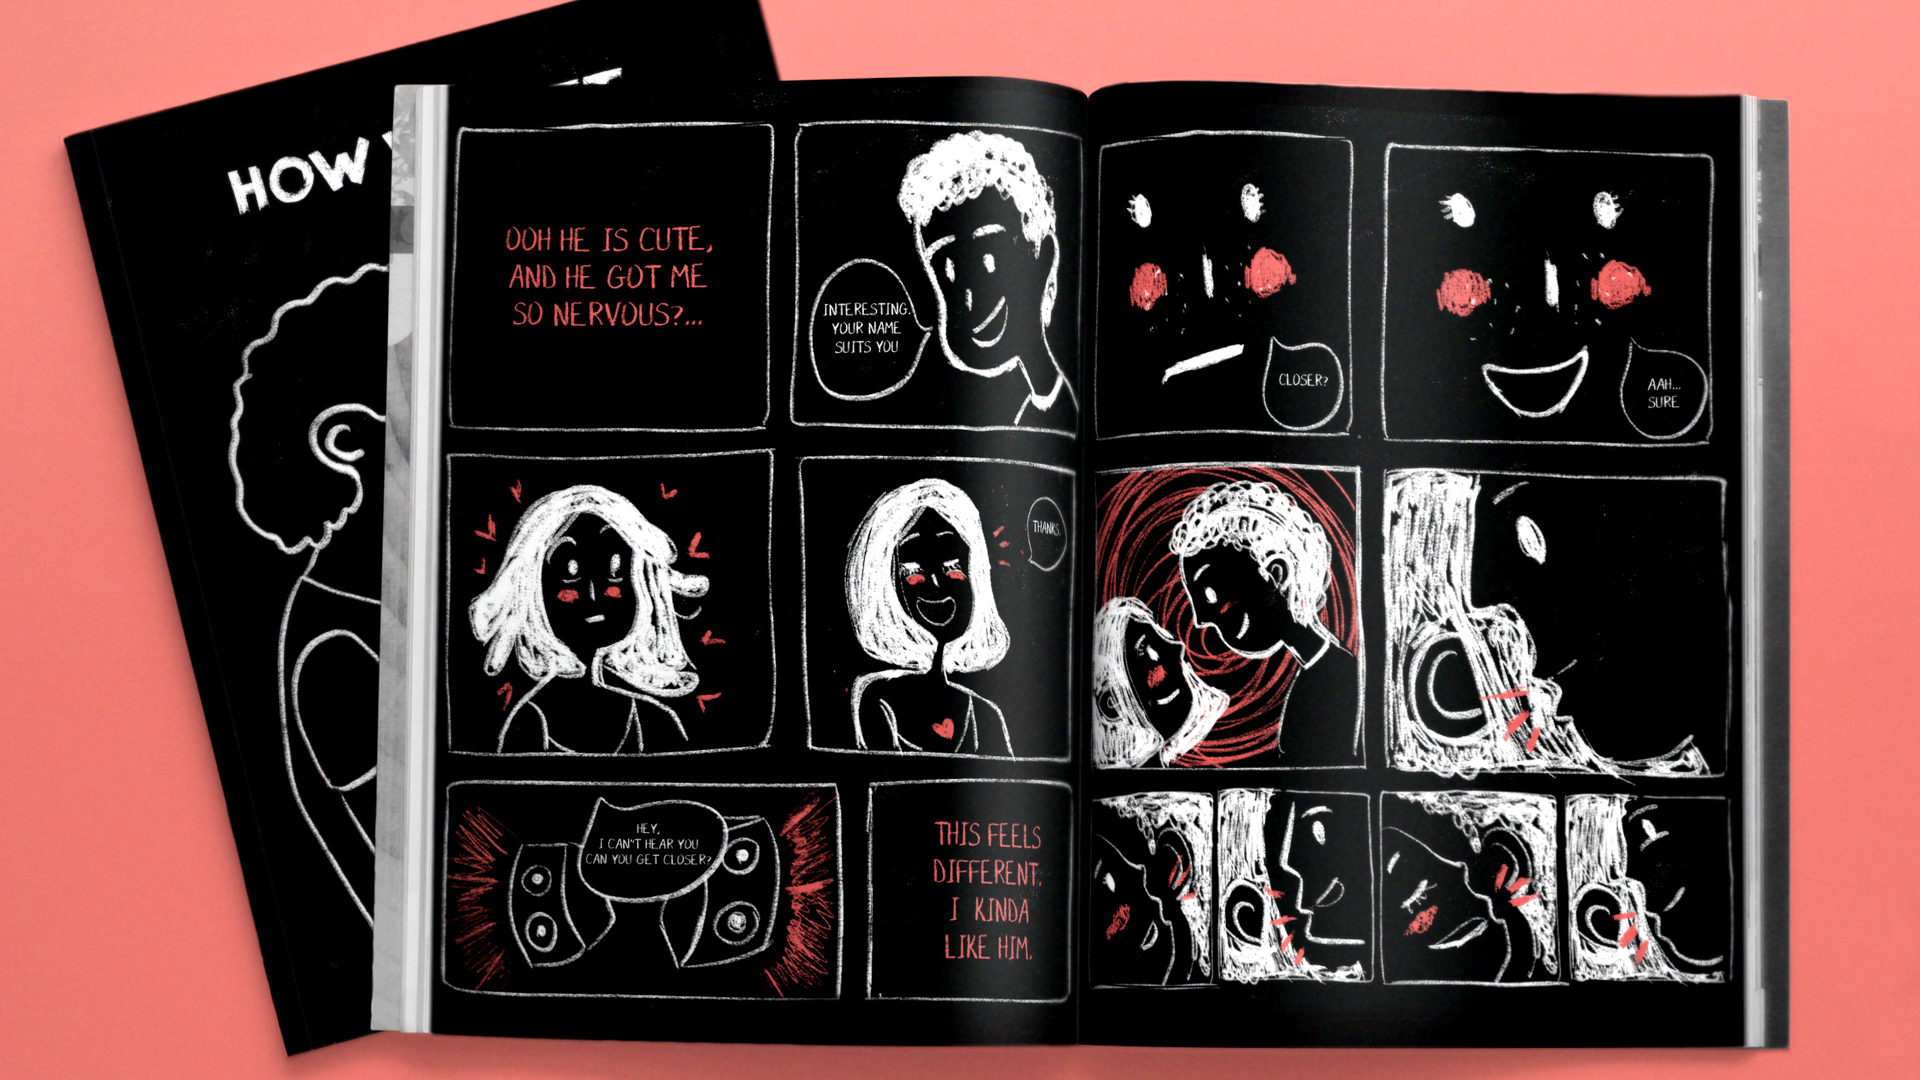 HOW
OOH HE IS CUTE,
AND HE GOT ME
SO NERVOUS?...
INTERESTING.
YOUR NAME
SUITS YOU
THANKS.
HEY,
I CAN'T HEAR YOU
CAN YOU GET CLOSER?
THIS FEELS
DIFFERENT.
I KINDA
LIKE HIM.
CLOSER?
AAH...
SURE